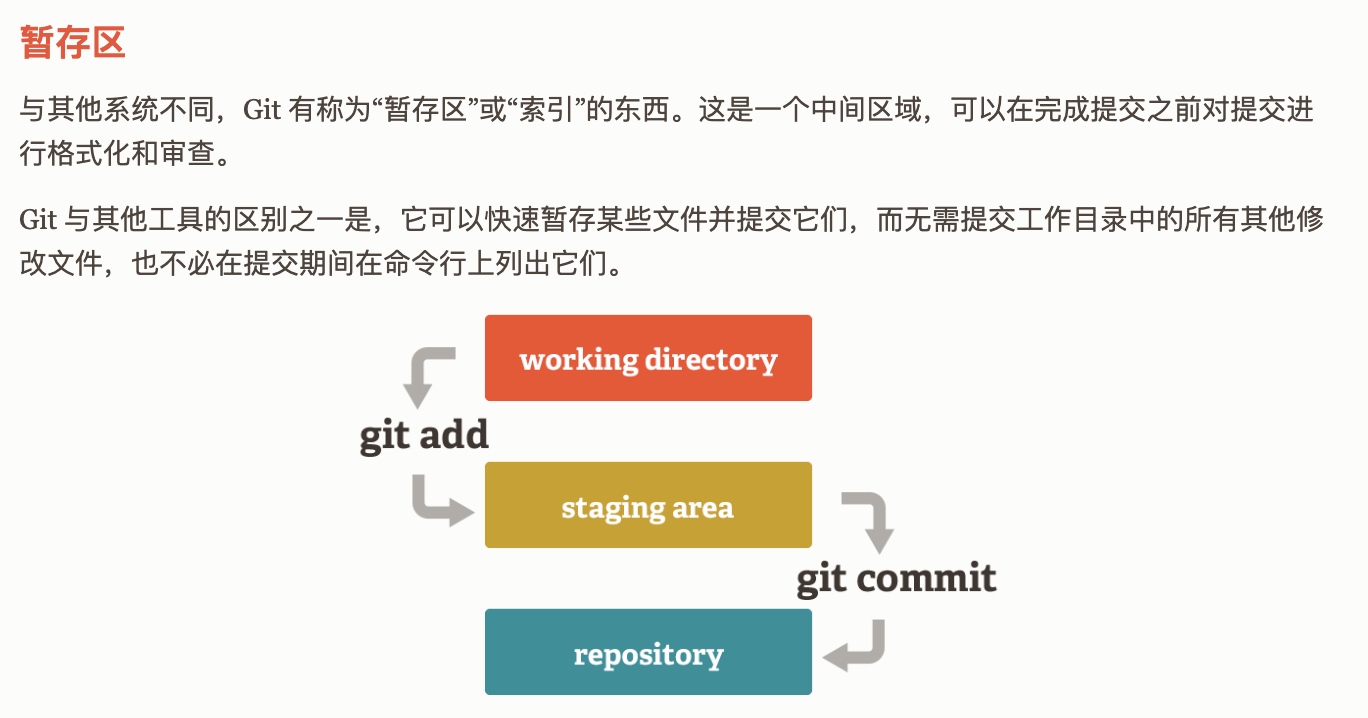 暂存区
与其他系统不同，Git 有称为“暂存区”或“索引”的东西。这是一个中间区域，可以在完成提交之前对提交进
行格式化和审查。
Git 与其他工具的区别之一是，它可以快速暂存某些文件并提交它们，而无需提交工作目录中的所有其他修
改文件，也不必在提交期间在命令行上列出它们。
working directory
git add
staging area
git commit
repository